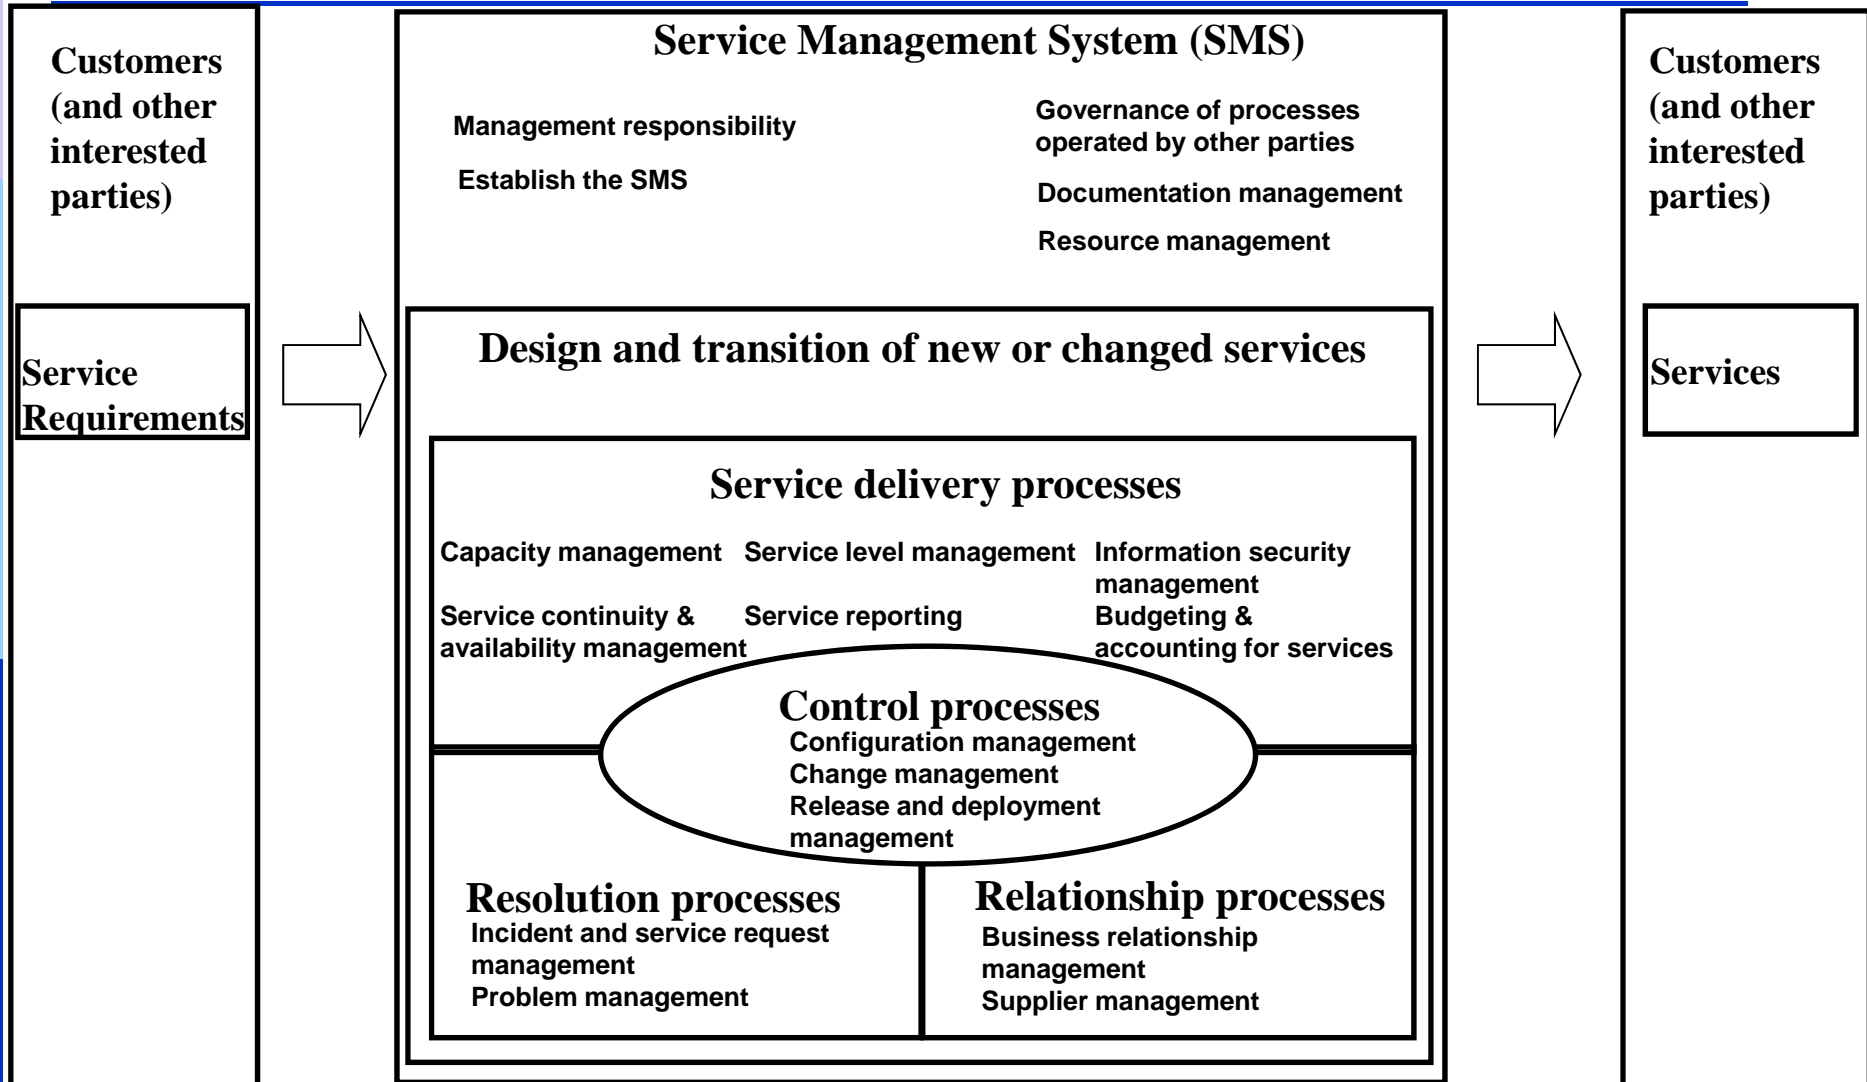 Customers
(and other
interested
parties)
Service
Requirements
Service Management System (SMS)
Management responsibility
Establish the SMS
Governance of processes
operated by other parties
Documentation management
Resource management
Design and transition of new or changed services
Service delivery processes
Capacity management
Service level management
Information security
management
Service continuity &
availability management
Service reporting
Budgeting &
accounting for services
Control processes
Configuration management
Change management
Release and deployment
management
Resolution processes
Incident and service request
management
Problem management
Relationship processes
Business relationship
management
Supplier management
Customers
(and other
interested
parties)
Services